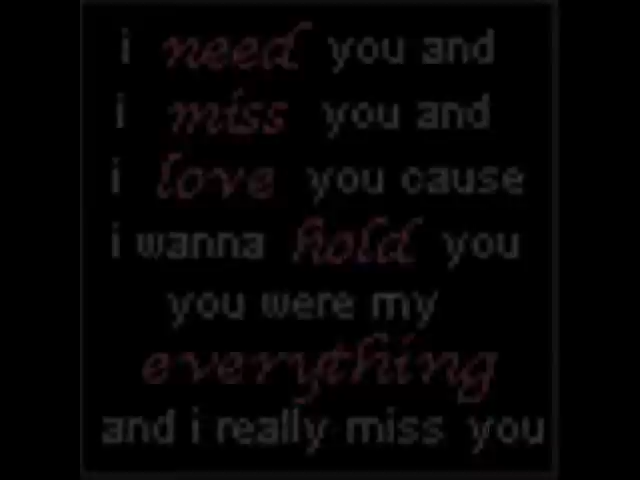 i need you and
i miss you and
i love you cause
i wanna hold you
you were my
everything
and i really miss you